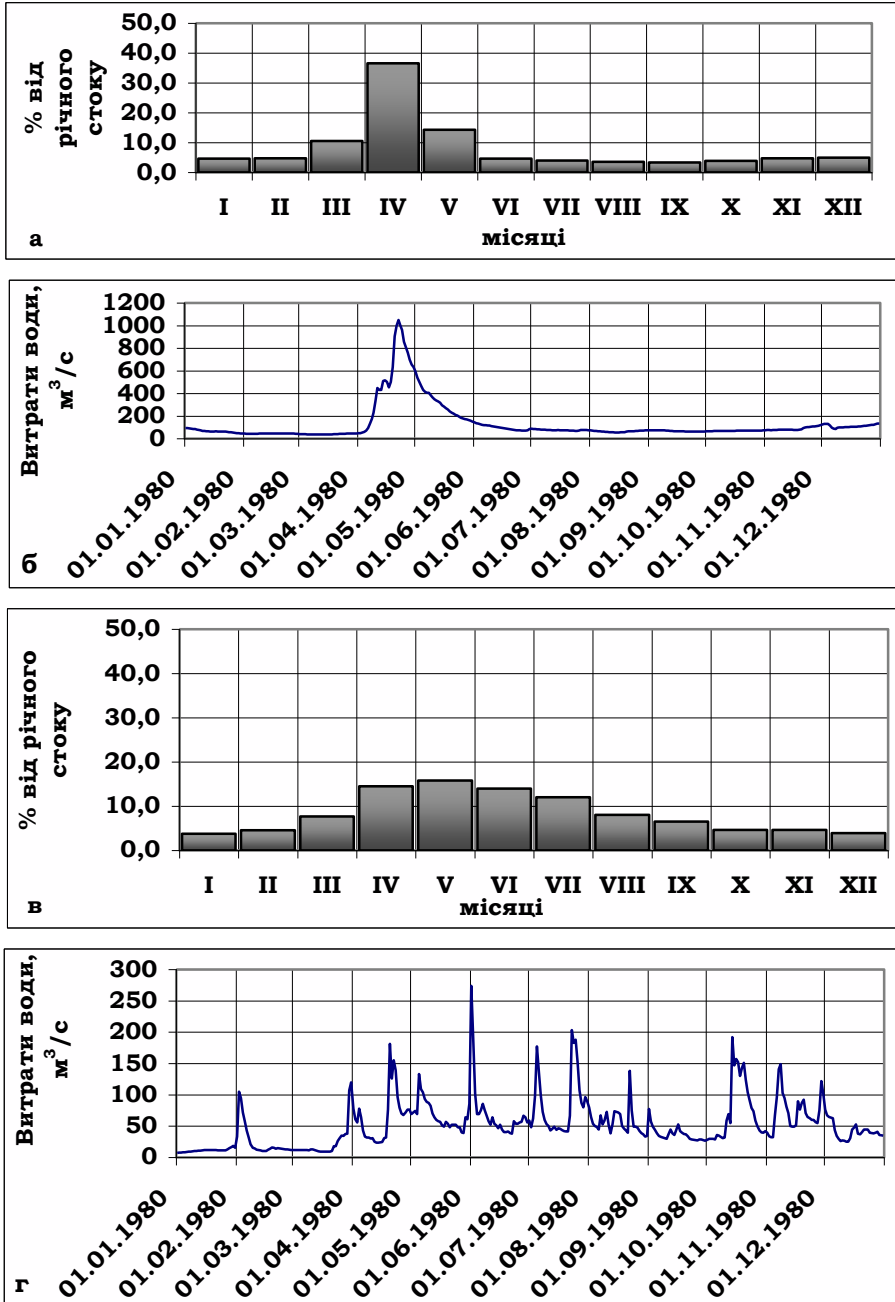 % від
річного
стоку
50,0
40,0
30,0
20,0
10,0
0,0
I II III IV V VI VII VIII IX X XI XII
місяці
а
Витрати води,
м³/с
1200
1000
800
600
400
200
0
01.01.1980
01.02.1980
01.03.1980
01.04.1980
01.05.1980
01.06.1980
01.07.1980
01.08.1980
01.09.1980
01.10.1980
01.11.1980
01.12.1980
б
% від річного
стоку
50,0
40,0
30,0
20,0
10,0
0,0
I II III IV V VI VII VIII IX X XI XII
місяці
в
Витрати води,
м³/с
300
250
200
150
100
50
0
01.01.1980
01.02.1980
01.03.1980
01.04.1980
01.05.1980
01.06.1980
01.07.1980
01.08.1980
01.09.1980
01.10.1980
01.11.1980
01.12.1980
г